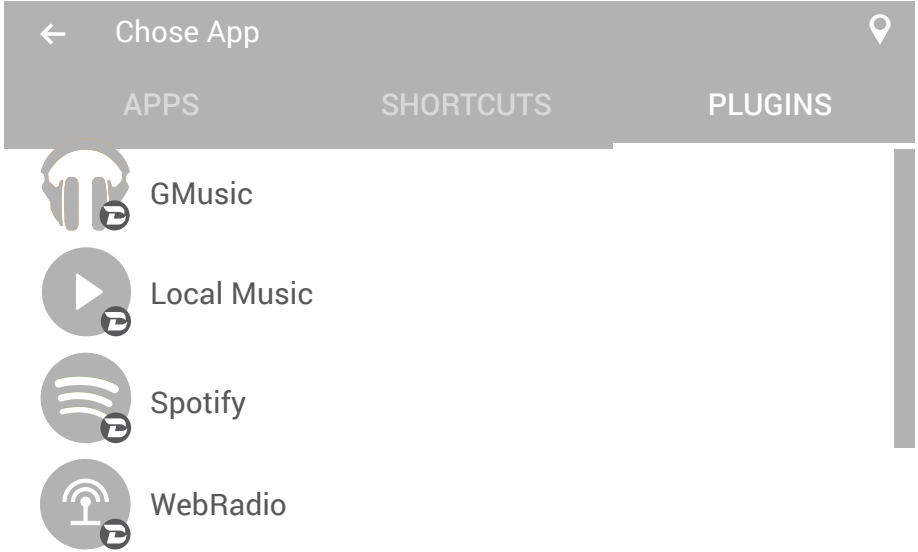 Chose App
APPS SHORTCUTS PLUGINS
GMusic
Local Music
Spotify
WebRadio